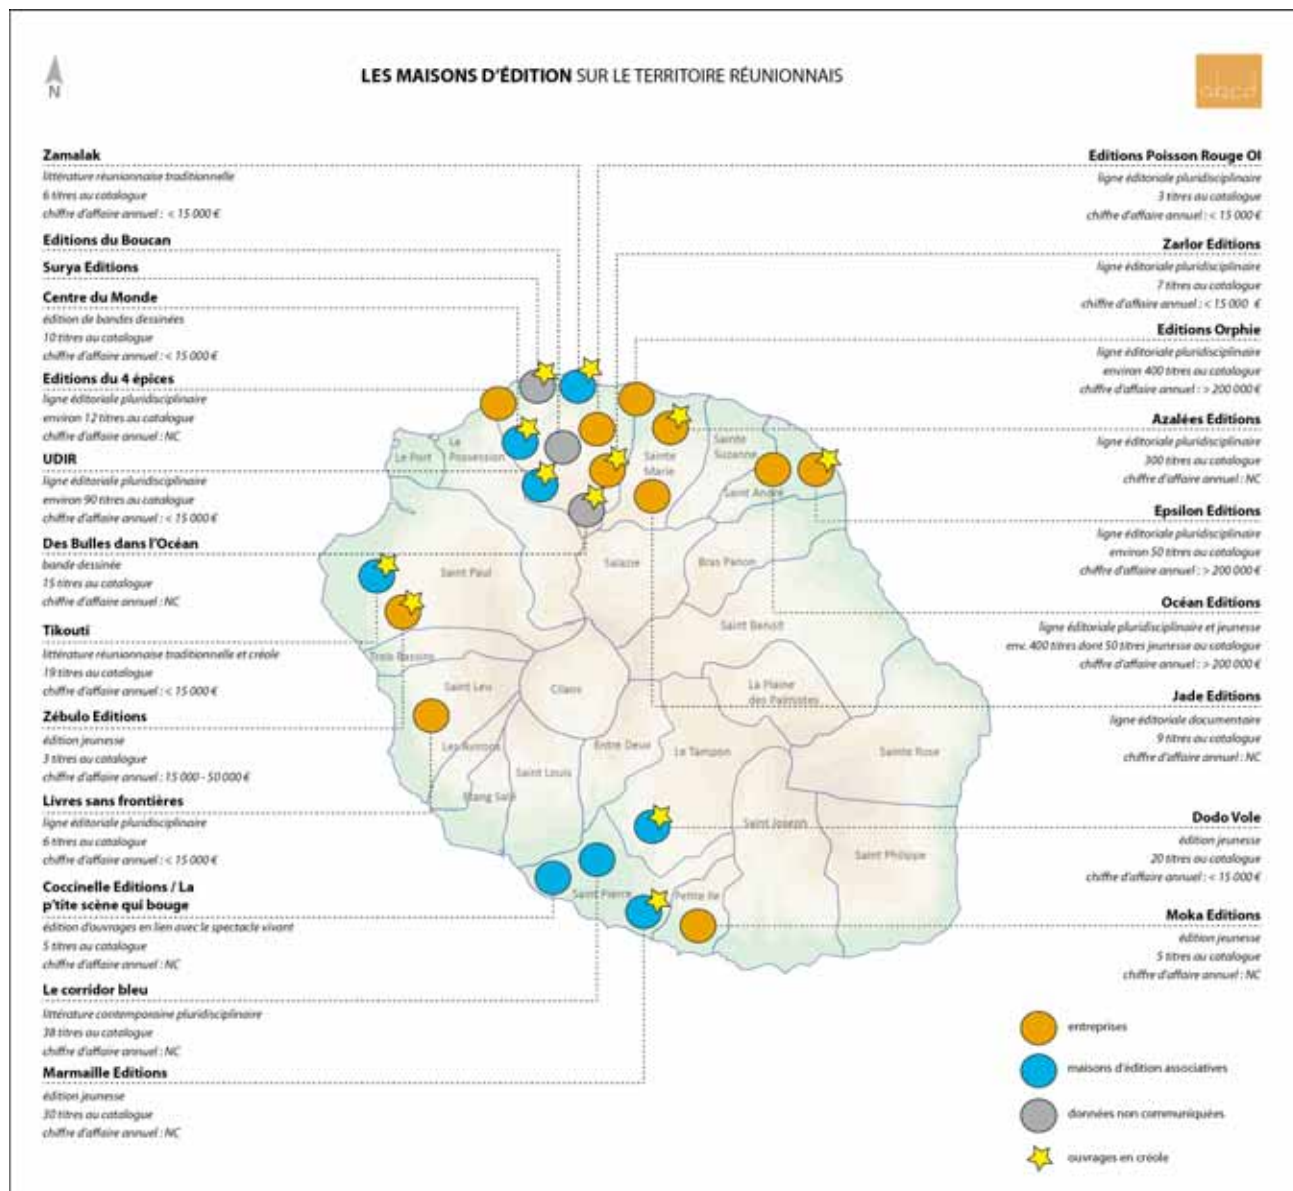 N
LES MAISONS D'ÉDITION SUR LE TERRITOIRE RÉUNIONNAIS
abcd
Zamalak
littérature réunionnaise traditionnelle
6 titres au catalogue
chiffre d'affaire annuel : < 15 000 €
Editions du Boucan
Surya Editions
Centre du Monde
édition de bandes dessinées
10 titres au catalogue
chiffre d'affaire annuel : < 15 000 €
Editions du 4 épices
ligne éditoriale pluridisciplinaire
environ 12 titres au catalogue
chiffre d'affaire annuel : NC
UDIR
ligne éditoriale pluridisciplinaire
environ 90 titres au catalogue
chiffre d'affaire annuel : < 15 000 €
Des Bulles dans l'Océan
bande dessinée
15 titres au catalogue
chiffre d'affaire annuel : NC
Tikouti
littérature réunionnaise traditionnelle et créole
19 titres au catalogue
chiffre d'affaire annuel : < 15 000 €
Zébulo Editions
édition jeunesse
3 titres au catalogue
chiffre d'affaire annuel : 15 000 - 50 000 €
Livres sans frontières
ligne éditoriale pluridisciplinaire
6 titres au catalogue
chiffre d'affaire annuel : < 15 000 €
Coccinelle Editions / La
p'tite scène qui bouge
édition d'ouvrages en lien avec le spectacle vivant
5 titres au catalogue
chiffre d'affaire annuel : NC
Le corridor bleu
littérature contemporaine pluridisciplinaire
38 titres au catalogue
chiffre d'affaire annuel : NC
Marmaille Editions
édition jeunesse
30 titres au catalogue
chiffre d'affaire annuel : NC
Editions Poisson Rouge OI
ligne éditoriale pluridisciplinaire
3 titres au catalogue
chiffre d'affaire annuel : < 15 000 €
Zarlor Editions
ligne éditoriale pluridisciplinaire
7 titres au catalogue
chiffre d'affaire annuel : < 15 000 €
Editions Orphie
ligne éditoriale pluridisciplinaire
environ 400 titres au catalogue
chiffre d'affaire annuel : > 200 000 €
Azalées Editions
ligne éditoriale pluridisciplinaire
300 titres au catalogue
chiffre d'affaire annuel : NC
Epsilon Editions
ligne éditoriale pluridisciplinaire
environ 50 titres au catalogue
chiffre d'affaire annuel : > 200 000 €
Océan Editions
ligne éditoriale pluridisciplinaire et jeunesse
env. 400 titres dont 50 titres jeunesse au catalogue
chiffre d'affaire annuel : > 200 000 €
Jade Editions
ligne éditoriale documentaire
9 titres au catalogue
chiffre d'affaire annuel : NC
Dodo Vole
édition jeunesse
20 titres au catalogue
chiffre d'affaire annuel : < 15 000 €
Moka Editions
édition jeunesse
5 titres au catalogue
chiffre d'affaire annuel : NC
Le Port
La
Possession
Sainte
Marie
Sainte
Suzanne
Saint André
Saint Paul
Salazie
Bras Panon
Saint Benoit
Trois Bassins
Saint Leu
Cilaos
La Plaine
des Palmistes
Les Avirons
Entre Deux
Le Tampon
Sainte Rose
Saint Louis
Etang Salé
Saint Joseph
Saint Philippe
Saint Pierre
Petite Ile
entreprises
maisons d'édition associatives
données non communiquées
ouvrages en créole